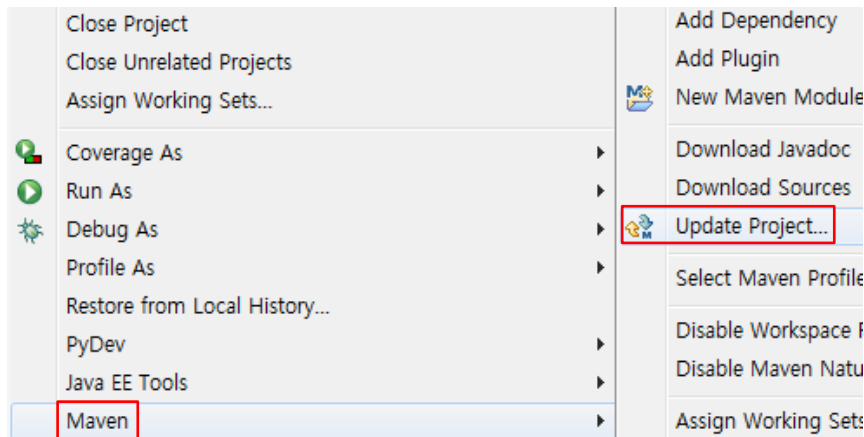 Close Project
Close Unrelated Projects
Assign Working Sets...
Coverage As
Run As
Debug As
Profile As
Restore from Local History...
PyDev
Java EE Tools
Maven
Add Dependency
Add Plugin
New Maven Module
Download Javadoc
Download Sources
Update Project...
Select Maven Profile
Disable Workspace
Disable Maven Natu
Assign Working Sets